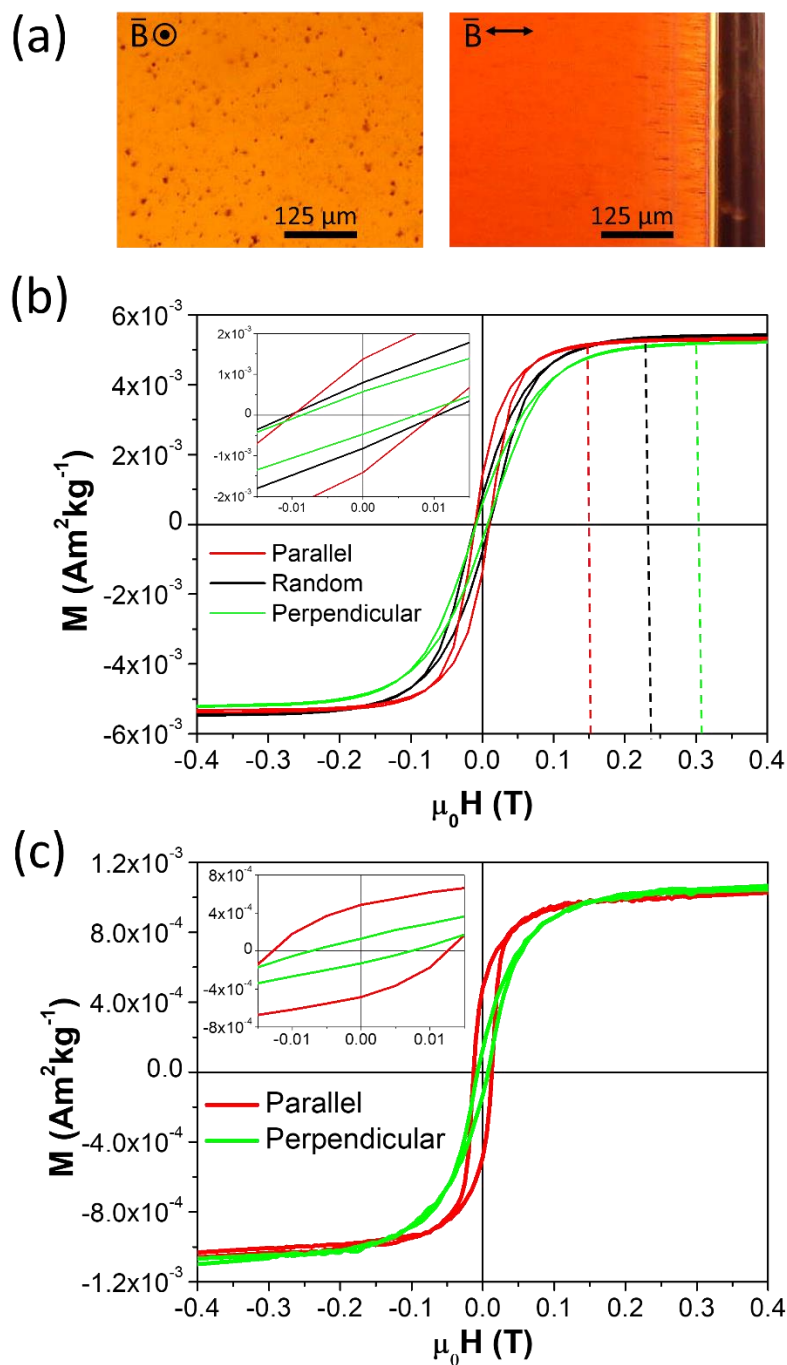 (a)
B̅ ⊙
125 µm
B̅ ↔
125 µm
(b)
6x10⁻³
4x10⁻³
2x10⁻³
0
-2x10⁻³
-4x10⁻³
-6x10⁻³
M (Am²kg⁻¹)
2x10⁻³
1x10⁻³
0
-1x10⁻³
-2x10⁻³
-0.01 0.00 0.01
Parallel
Random
Perpendicular
-0.4 -0.3 -0.2 -0.1 0.0 0.1 0.2 0.3 0.4
µ₀H (T)
(c)
1.2x10⁻³
8.0x10⁻⁴
4.0x10⁻⁴
0.0
-4.0x10⁻⁴
-8.0x10⁻⁴
-1.2x10⁻³
M (Am²kg⁻¹)
8x10⁻⁴
4x10⁻⁴
0
-4x10⁻⁴
-8x10⁻⁴
-0.01 0.00 0.01
Parallel
Perpendicular
-0.4 -0.3 -0.2 -0.1 0.0 0.1 0.2 0.3 0.4
µ₀H (T)